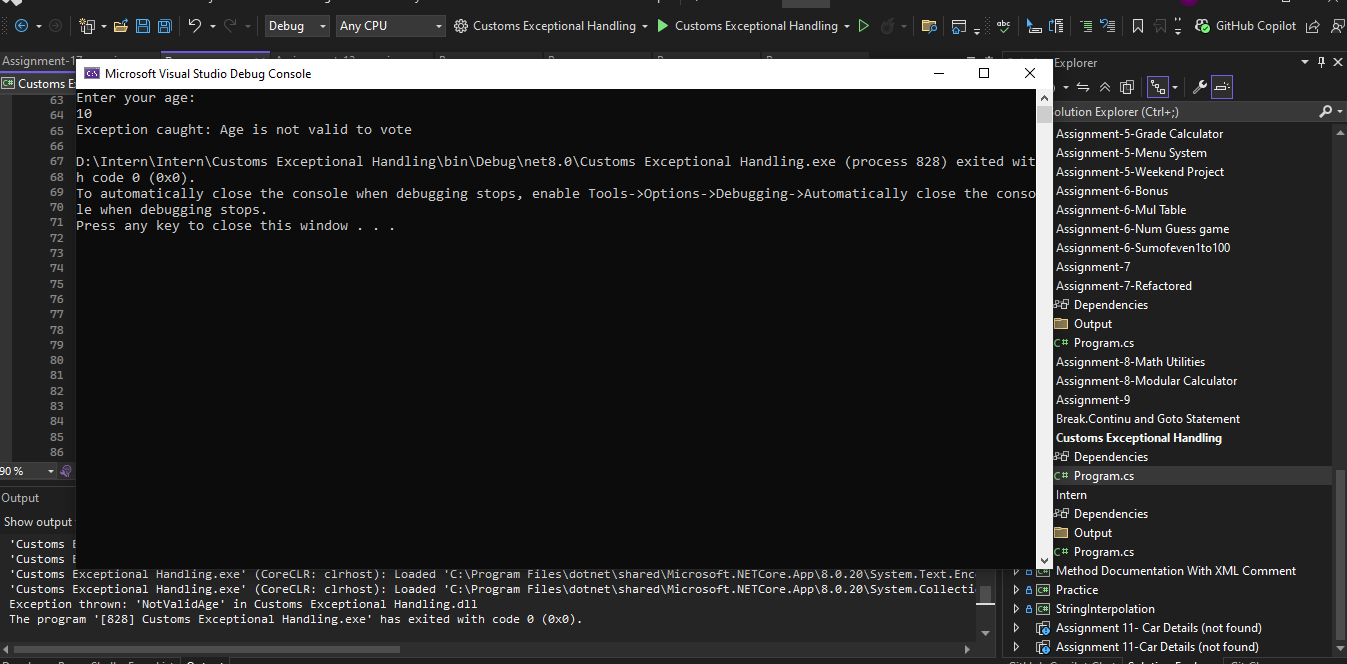 Debug
Any CPU
Customs Exceptional Handling
Customs Exceptional Handling
GitHub Copilot
Assignment-1
Customs E
Microsoft Visual Studio Debug Console
Enter your age:
10
Exception caught: Age is not valid to vote
D:\Intern\Intern\Customs Exceptional Handling\bin\Debug\net8.0\Customs Exceptional Handling.exe (process 828) exited wit
h code 0 (0x0).
To automatically close the console when debugging stops, enable Tools->Options->Debugging->Automatically close the conso
le when debugging stops.
Press any key to close this window . . .
63
64
65
66
67
68
69
70
71
72
73
74
75
76
77
78
79
80
81
82
83
84
85
86
90 %
Explorer
olution Explorer (Ctrl+;)
Assignment-5-Grade Calculator
Assignment-5-Menu System
Assignment-5-Weekend Project
Assignment-6-Bonus
Assignment-6-Mul Table
Assignment-6-Num Guess game
Assignment-6-Sumofeven1to100
Assignment-7
Assignment-7-Refactored
Dependencies
Output
C# Program.cs
Assignment-8-Math Utilities
Assignment-8-Modular Calculator
Assignment-9
Break.Continu and Goto Statement
Customs Exceptional Handling
Dependencies
C# Program.cs
Intern
Dependencies
Output
C# Program.cs
Method Documentation With XML Comment
Practice
StringInterpolation
Assignment 11- Car Details (not found)
Assignment 11-Car Details (not found)
Output
Show output
'Customs E
'Customs E
'Customs Exceptional Handling.exe' (CoreCLR: clrhost): Loaded 'C:\Program Files\dotnet\shared\Microsoft.NETCore.App\8.0.20\System.Text.Enc
'Customs Exceptional Handling.exe' (CoreCLR: clrhost): Loaded 'C:\Program Files\dotnet\shared\Microsoft.NETCore.App\8.0.20\System.Collecti
Exception thrown: 'NotValidAge' in Customs Exceptional Handling.dll
The program '[828] Customs Exceptional Handling.exe' has exited with code 0 (0x0).